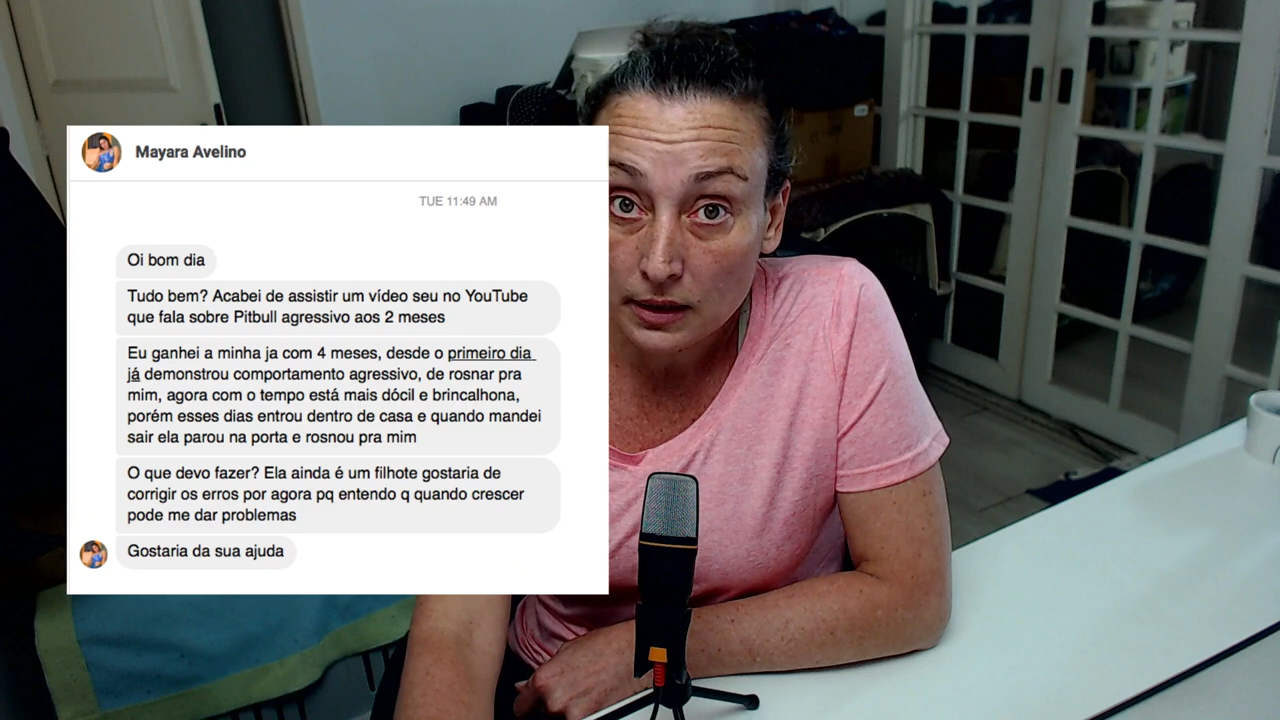 Mayara Avelino
TUE 11:49 AM
Oi bom dia
Tudo bem? Acabei de assistir um vídeo seu no YouTube
que fala sobre Pitbull agressivo aos 2 meses
Eu ganhei a minha ja com 4 meses, desde o primeiro dia
já demonstrou comportamento agressivo, de rosnar pra
mim, agora com o tempo está mais dócil e brincalhona,
porém esses dias entrou dentro de casa e quando mandei
sair ela parou na porta e rosnou pra mim
O que devo fazer? Ela ainda é um filhote gostaria de
corrigir os erros por agora pq entendo q quando crescer
pode me dar problemas
Gostaria da sua ajuda